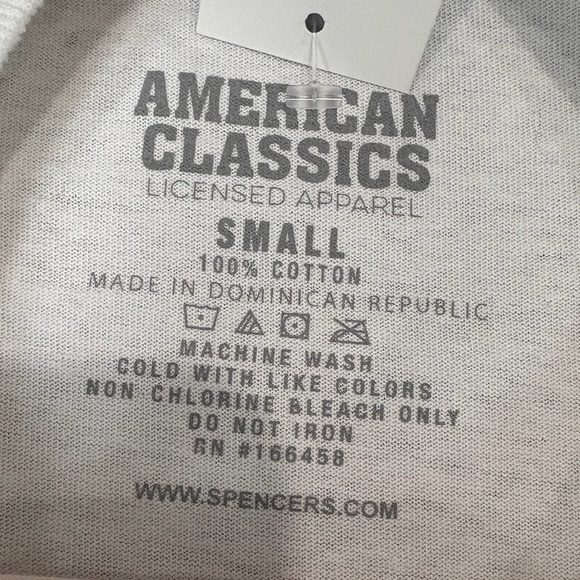 AMERICAN
CLASSICS
LICENSED APPAREL
SMALL
100% COTTON
MADE IN DOMINICAN REPUBLIC
MACHINE WASH
COLD WITH LIKE COLORS
NON CHLORINE BLEACH ONLY
DO NOT IRON
RN #166458
WWW.SPENCERS.COM